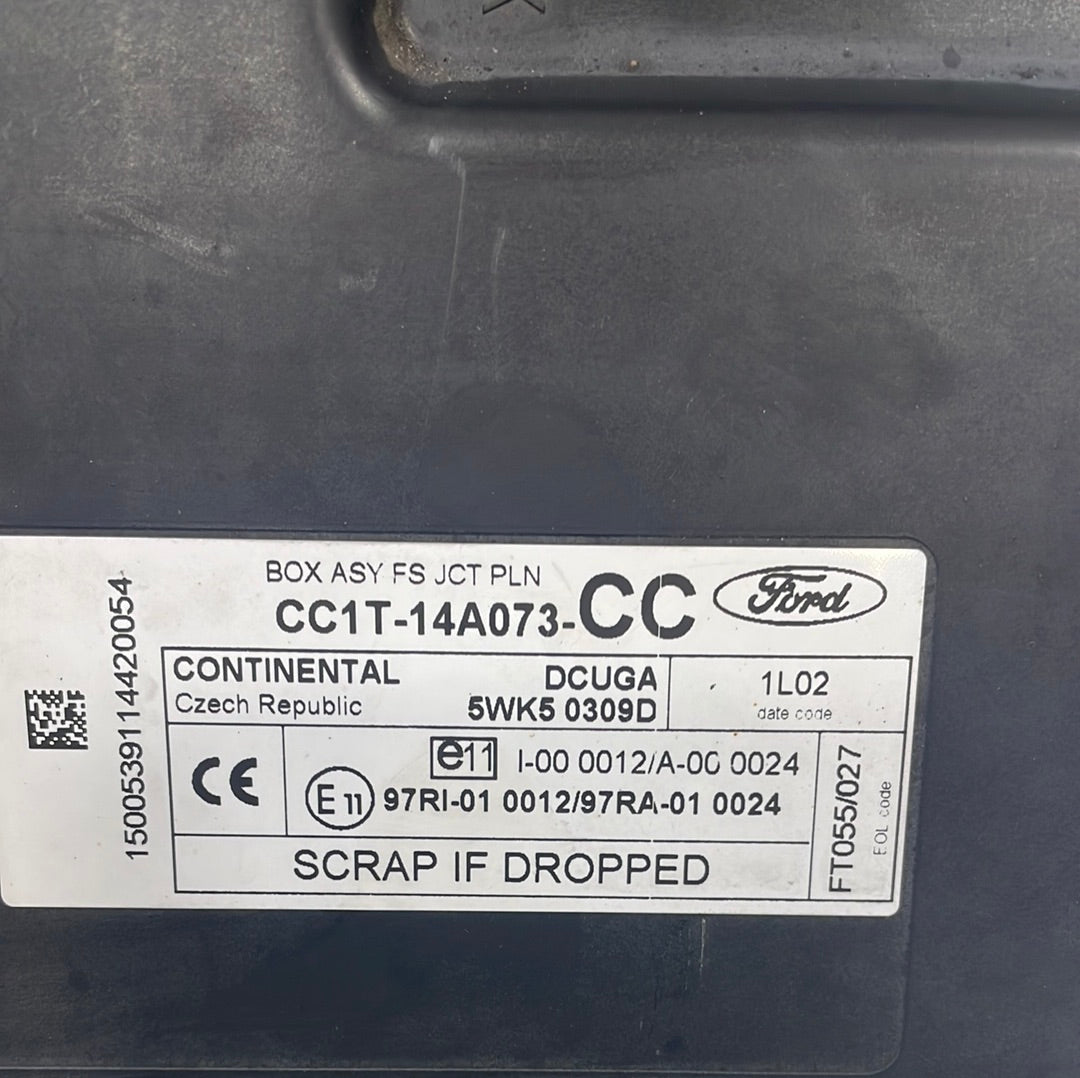 BOX ASY FS JCT PLN
CC1T-14A073-CC
Ford
CONTINENTAL
Czech Republic
DCUGA
5WK5 0309D
1L02
date code
CE
e11 I-00 0012/A-00 0024
E11 97RI-01 0012/97RA-01 0024
SCRAP IF DROPPED
FT055/027
EOL code
1500539114420054